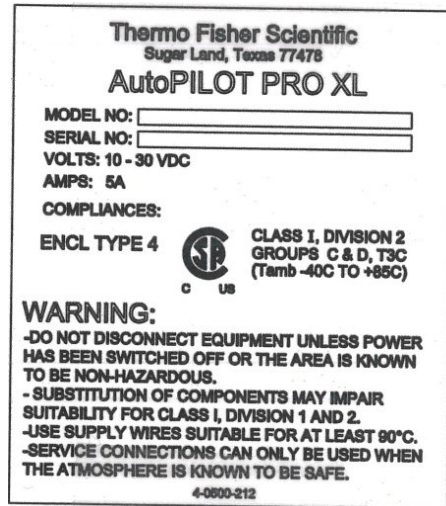 Thermo Fisher Scientific
Sugar Land, Texas 77478
AutoPILOT PRO XL
MODEL NO:
SERIAL NO:
VOLTS: 10 - 30 VDC
AMPS: 5A
COMPLIANCES:
ENCL TYPE 4
SA
C US
CLASS I, DIVISION 2
GROUPS C & D, T3C
(Tamb -40C TO +85C)
WARNING:
-DO NOT DISCONNECT EQUIPMENT UNLESS POWER
HAS BEEN SWITCHED OFF OR THE AREA IS KNOWN
TO BE NON-HAZARDOUS.
- SUBSTITUTION OF COMPONENTS MAY IMPAIR
SUITABILITY FOR CLASS I, DIVISION 1 AND 2.
-USE SUPPLY WIRES SUITABLE FOR AT LEAST 90°C.
-SERVICE CONNECTIONS CAN ONLY BE USED WHEN
THE ATMOSPHERE IS KNOWN TO BE SAFE.
4-0500-212